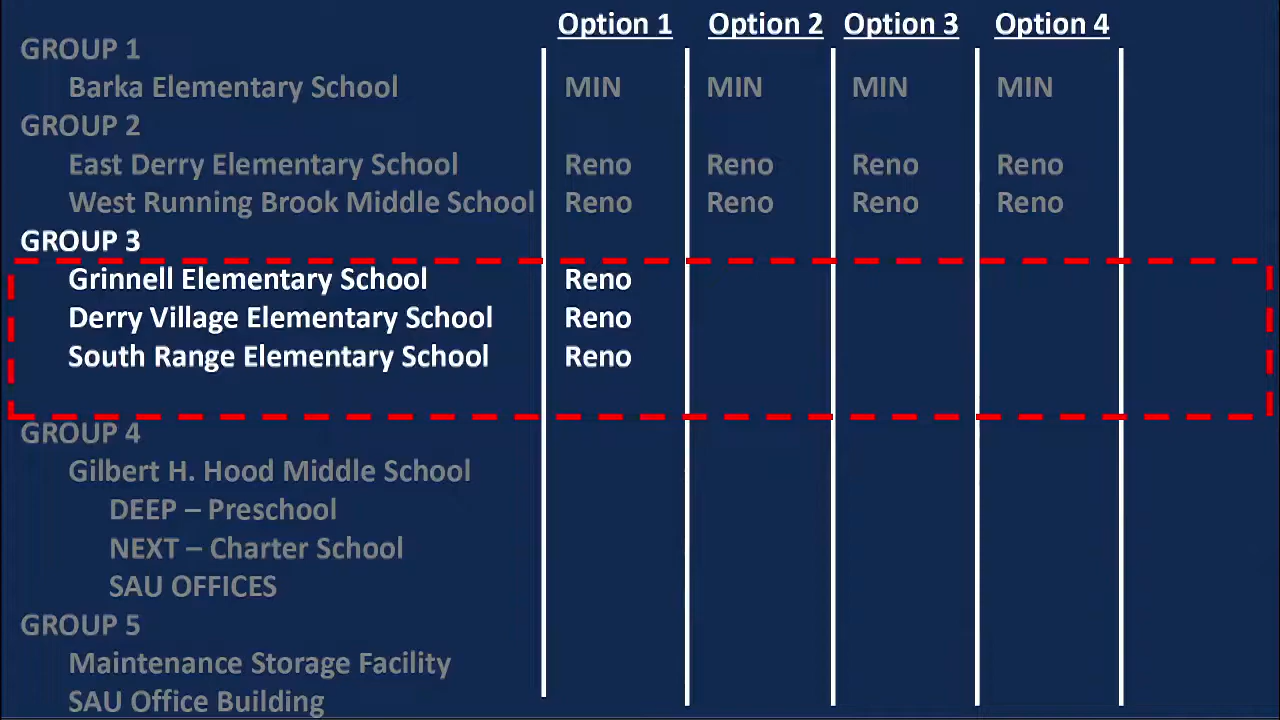 Option 1 Option 2 Option 3 Option 4
GROUP 1
Barka Elementary School MIN MIN MIN MIN
GROUP 2
East Derry Elementary School Reno Reno Reno Reno
West Running Brook Middle School Reno Reno Reno Reno
GROUP 3
Grinnell Elementary School Reno
Derry Village Elementary School Reno
South Range Elementary School Reno
GROUP 4
Gilbert H. Hood Middle School
DEEP – Preschool
NEXT – Charter School
SAU OFFICES
GROUP 5
Maintenance Storage Facility
SAU Office Building